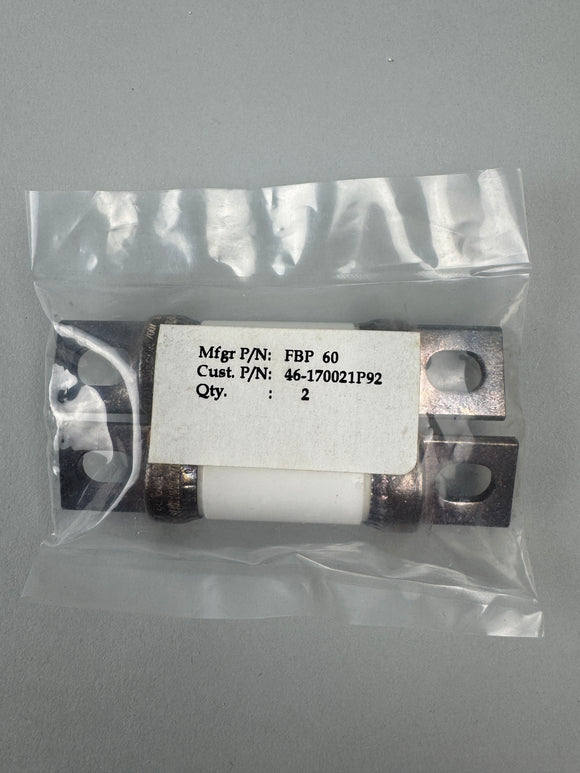 Mfgr P/N: FBP 60
Cust. P/N: 46-170021P92
Qty. : 2